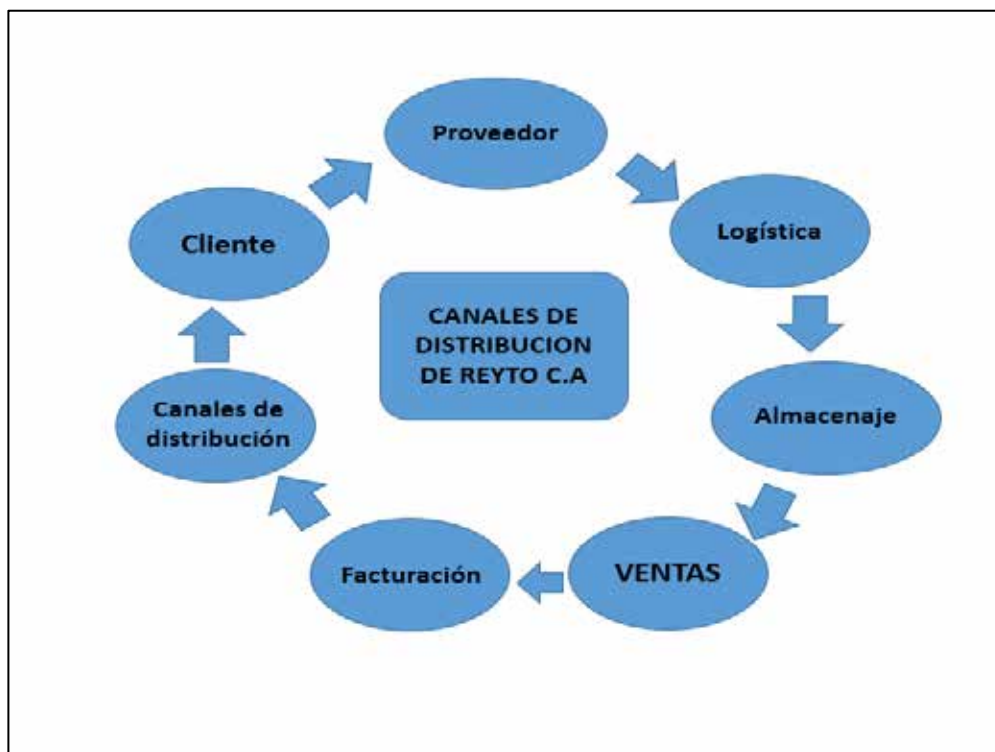 Proveedor
Logística
Almacenaje
VENTAS
Facturación
Canales de
distribución
Cliente
CANALES DE
DISTRIBUCION
DE REYTO C.A